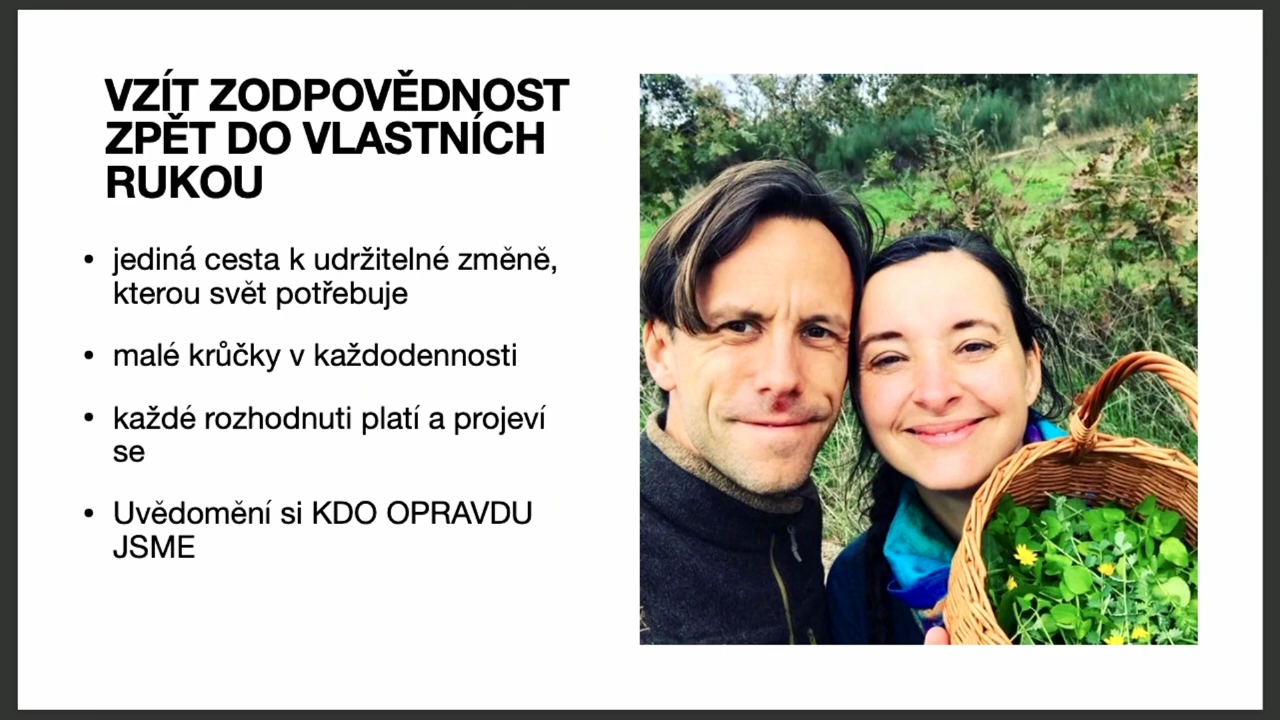 VZÍT ZODPOVĚDNOST
ZPĚT DO VLASTNÍCH
RUKOU
• jediná cesta k udržitelné změně,
kterou svět potřebuje
• malé krůčky v každodennosti
• každé rozhodnuti platí a projeví
se
• Uvědomění si KDO OPRAVDU
JSME